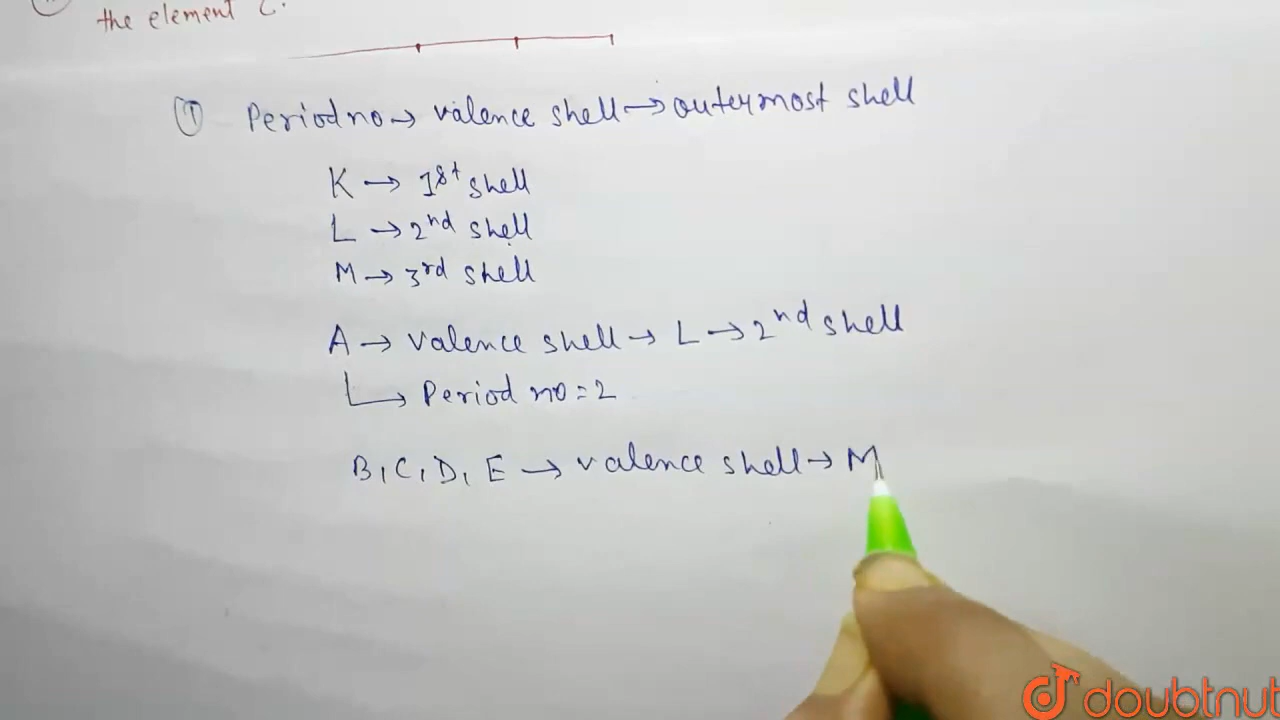 the element C.
① Period no → valence shell → outermost shell
K → 1st shell
L → 2nd shell
M → 3rd shell
A → valence shell → L → 2nd shell
↳ Period no = 2
B, C, D, E → valence shell → M
doubtnut